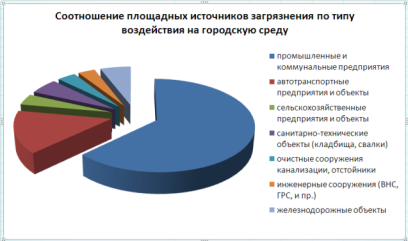 Соотношение площадных источников загрязнения по типу
воздействия на городскую среду
промышленные и
коммунальные предприятия
автотранспортные
предприятия и объекты
сельскохозяйственные
предприятия и объекты
санитарно-технические
объекты (кладбища, свалки)
очистные сооружения
канализации, отстойники
инженерные сооружения (ВНС,
ГРС, и пр.)
железнодорожные объекты